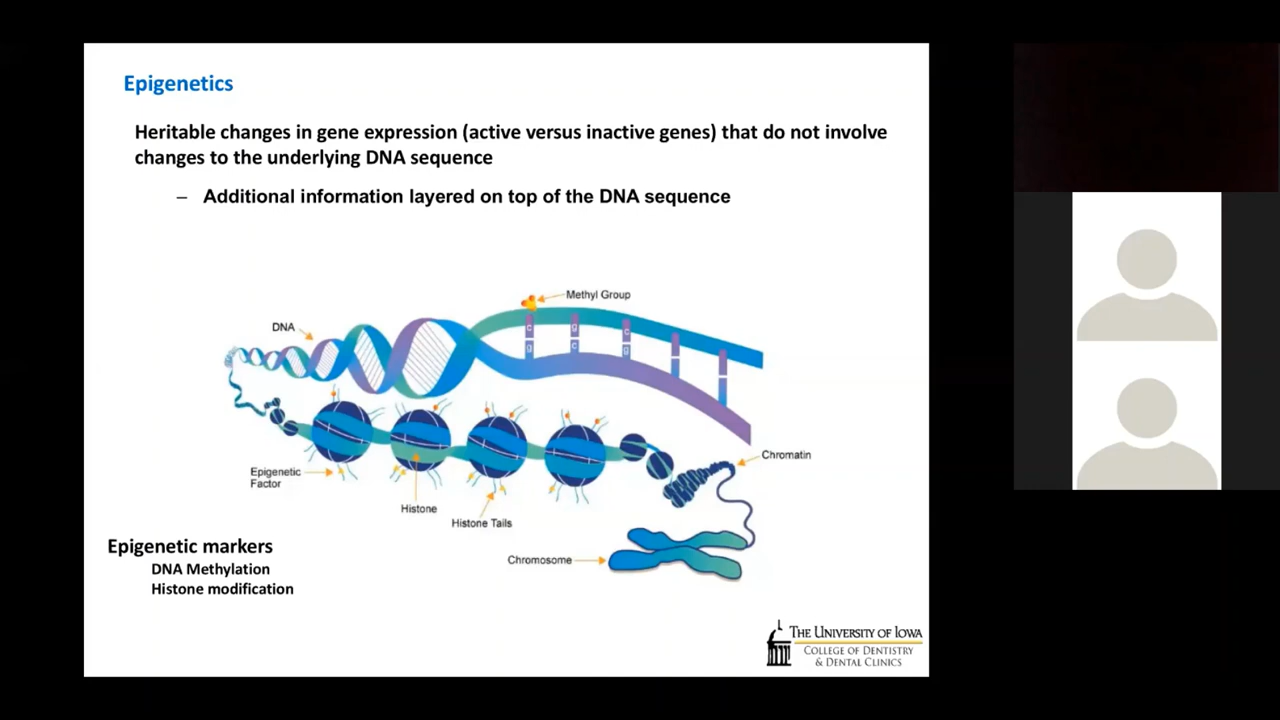 Epigenetics
Heritable changes in gene expression (active versus inactive genes) that do not involve
changes to the underlying DNA sequence
– Additional information layered on top of the DNA sequence
Methyl Group
DNA
c
g
c
g
c
g
Chromatin
Epigenetic
Factor
Histone
Histone Tails
Chromosome
Epigenetic markers
DNA Methylation
Histone modification
THE UNIVERSITY OF IOWA
COLLEGE OF DENTISTRY
& DENTAL CLINICS